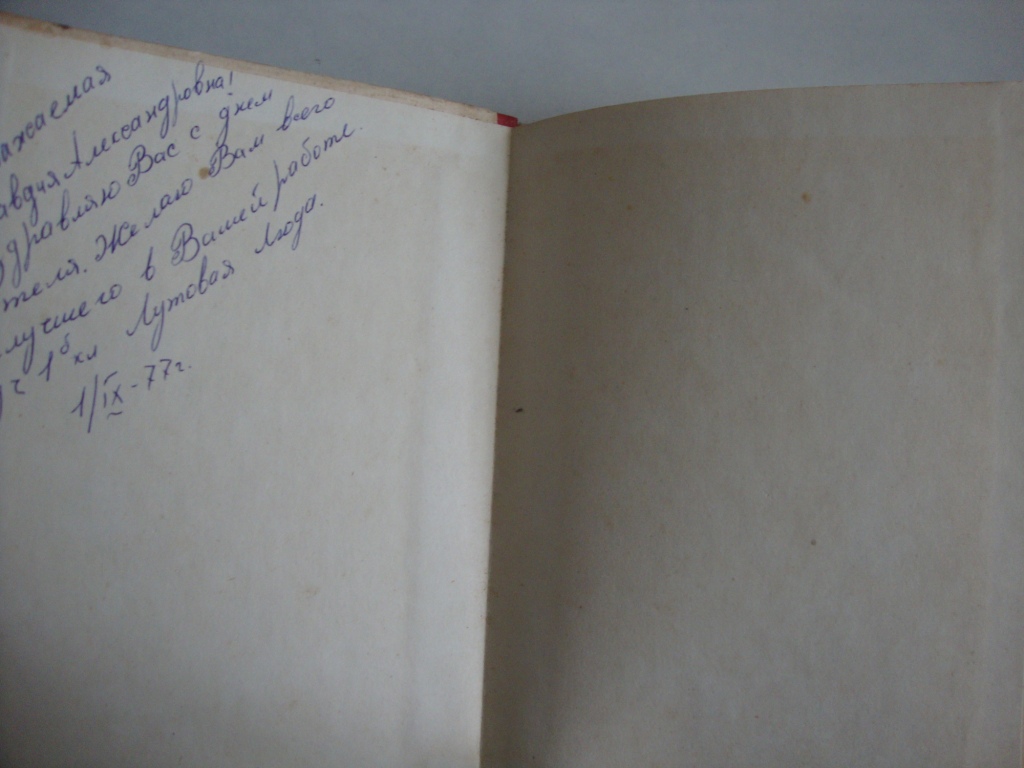 ажаемая
авдия Александровна!
здравляю Вас с днем
теля. Желаю Вам всего
лучшего в Вашей работе.
уч 1б кл. Лутовая Люда.
1/IX-77г.